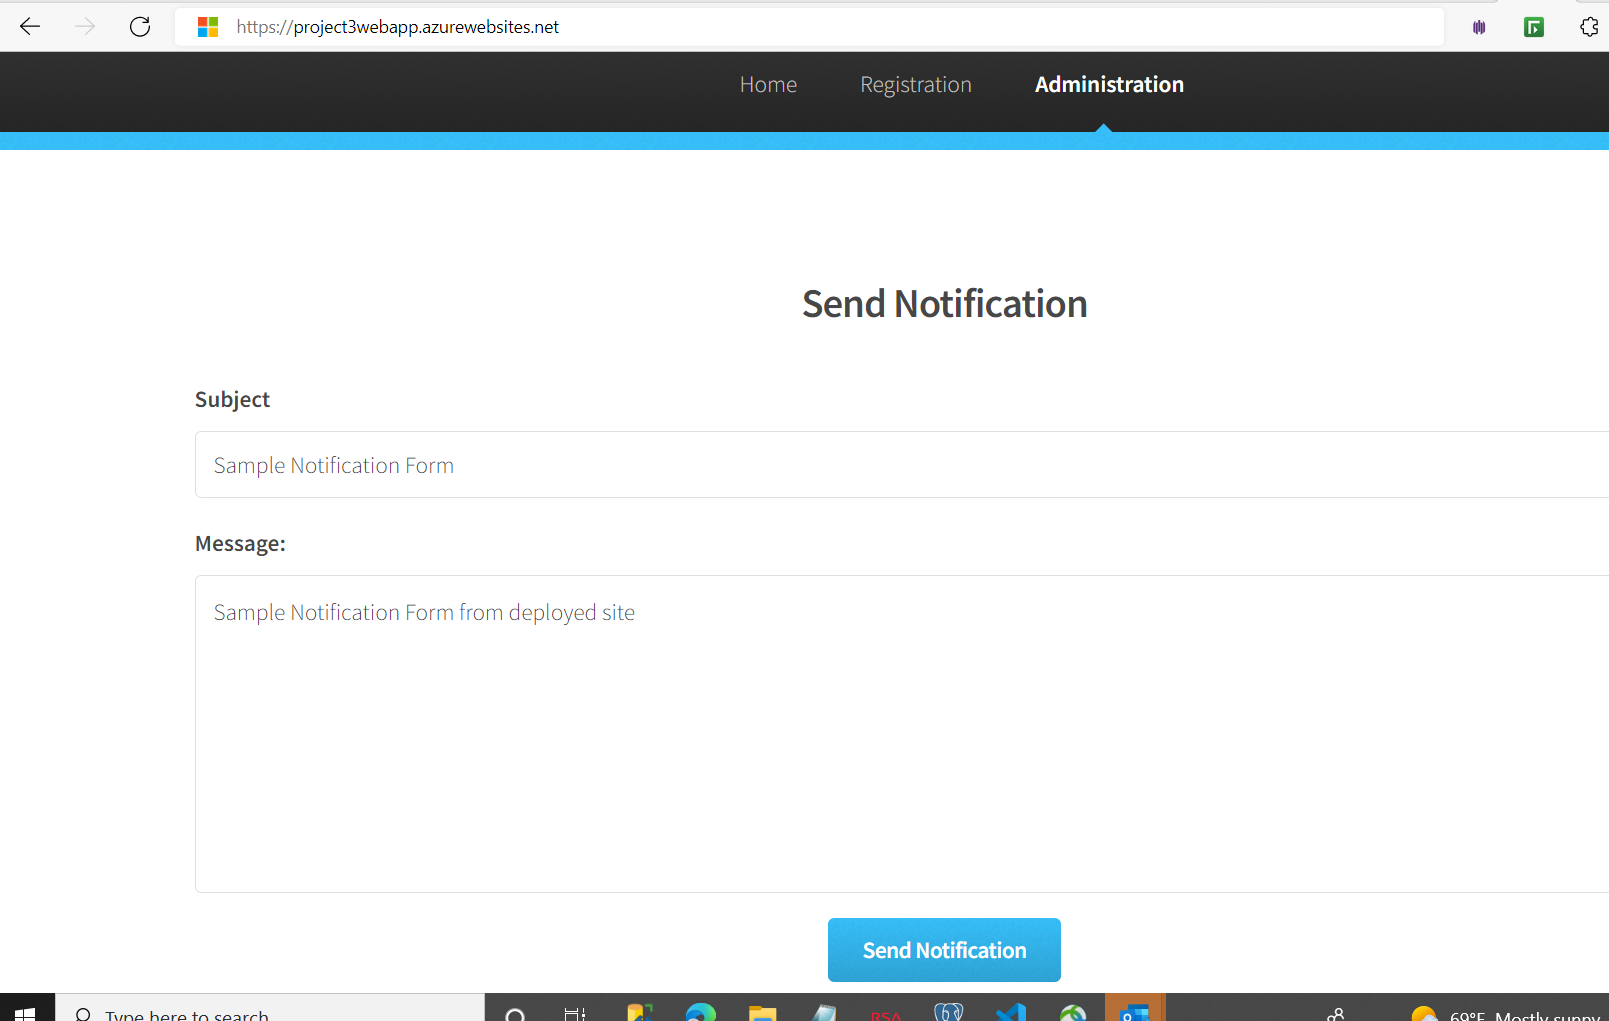 https://project3webapp.azurewebsites.net
Home Registration Administration
Send Notification
Subject
Sample Notification Form
Message:
Sample Notification Form from deployed site
Send Notification
Type here to search
RSA
69°F Mostly sunny